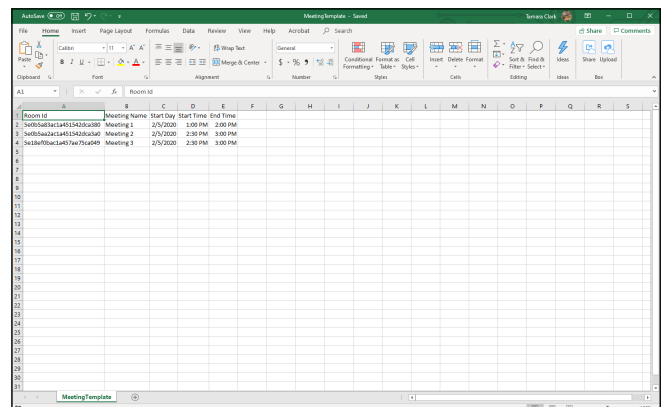 AutoSave Off MeetingTemplate - Saved Tamara Clark
File Home Insert Page Layout Formulas Data Review View Help Acrobat Search Share Comments
Calibri 11 A^ A˅ Wrap Text General
Paste B I U A Merge & Center $ % 9 Conditional Formatting Format as Table Cell Styles Insert Delete Format Sort & Filter Find & Select Ideas Share Upload
Clipboard Font Alignment Number Styles Cells Editing Ideas Box
A1 fx Room Id
A B C D E F G H I J K L M N O P Q R S
1 Room Id Meeting Name Start Day Start Time End Time
2 5e0b5a83ac1a451542dca380 Meeting 1 2/5/2020 1:00 PM 2:00 PM
3 5e0b5aa2ac1a451542dca3a0 Meeting 2 2/5/2020 2:30 PM 3:00 PM
4 5e18ef0bac1a457ae75ca049 Meeting 3 2/5/2020 2:30 PM 3:00 PM
5
6
7
8
9
10
11
12
13
14
15
16
17
18
19
20
21
22
23
24
25
26
27
28
29
30
31
MeetingTemplate